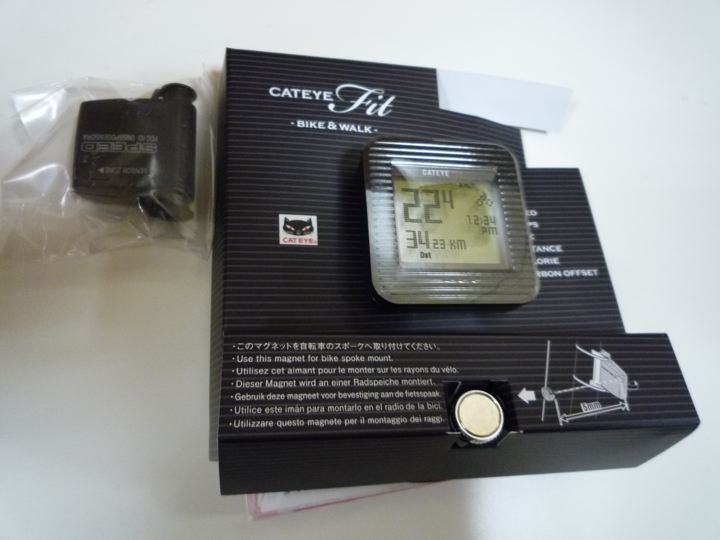 CATEYE Fit
- BIKE & WALK -
SPEED
SENSOR ZONE
FCC ID:
CATEYE
22.4
12:34
PM
34.23 KM
Dst
CATEYE
ED
TANCE
LORIE
RBON OFFSET
・このマグネットを自転車のスポークへ取り付けてください。
・Use this magnet for bike spoke mount.
・Utilisez cet aimant pour le monter sur les rayons du vélo.
・Dieser Magnet wird an einer Radspeiche montiert.
・Gebruik deze magneet voor bevestiging aan de fietsspaak.
・Utilice este imán para montarlo en el radio de la bici.
・Utilizzare questo magnete per il montaggio dei raggi.
5mm